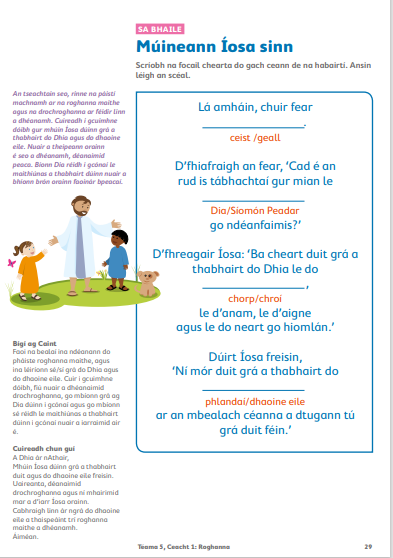 SA BHAILE
Múineann Íosa sinn
Scríobh na focail chearta do gach ceann de na habairtí. Ansin
léigh an scéal.
An tseachtain seo, rinne na páistí
machnamh ar na roghanna maithe
agus na drochroghanna ar féidir linn
a dhéanamh. Cuireadh i gcuimhne
dóibh gur mhúin Íosa dúinn grá a
thabhairt do Dhia agus do dhaoine
eile. Nuair a theipeann orainn
é seo a dhéanamh, déanaimid
peaca. Bíonn Dia réidh i gcónaí le
maithiúnas a thabhairt dúinn nuair a
bhíonn brón orainn faoinár bpeacaí.
Lá amháin, chuir fear
.
ceist /geall
D’fhiafraigh an fear, ‘Cad é an
rud is tábhachtaí gur mian le
Dia/Síomón Peadar
go ndéanfaimis?’
D’fhreagair Íosa: ‘Ba cheart duit grá a
thabhairt do Dhia le do
,
chorp/chroí
le d’anam, le d’aigne
agus le do neart go hiomlán.’
Dúirt Íosa freisin,
‘Ní mór duit grá a thabhairt do
phlandaí/dhaoine eile
ar an mbealach céanna a dtugann tú
grá duit féin.’
Bígí ag Caint
Faoi na bealaí ina ndéanann do
pháiste roghanna maithe, agus
ina léiríonn sé/sí grá do Dhia agus
do dhaoine eile. Cuir i gcuimhne
dóibh, fiú nuair a dhéanaimid
drochroghanna, go mbíonn grá ag
Dia dúinn i gcónaí agus go mbíonn
sé réidh le maithiúnas a thabhairt
dúinn i gcónaí nuair a iarraimid air
é.
Cuireadh chun guí
A Dhia ár nAthair,
Mhúin Íosa dúinn grá a thabhairt
duit agus do dhaoine eile freisin.
Uaireanta, déanaimid
drochroghanna agus ní mhairimid
mar a d’iarr Íosa orainn.
Cabhraigh linn ár ngrá do dhaoine
eile a thaispeáint trí roghanna
maithe a dhéanamh.
Áiméan.
Téama 5, Ceacht 1: Roghanna
29